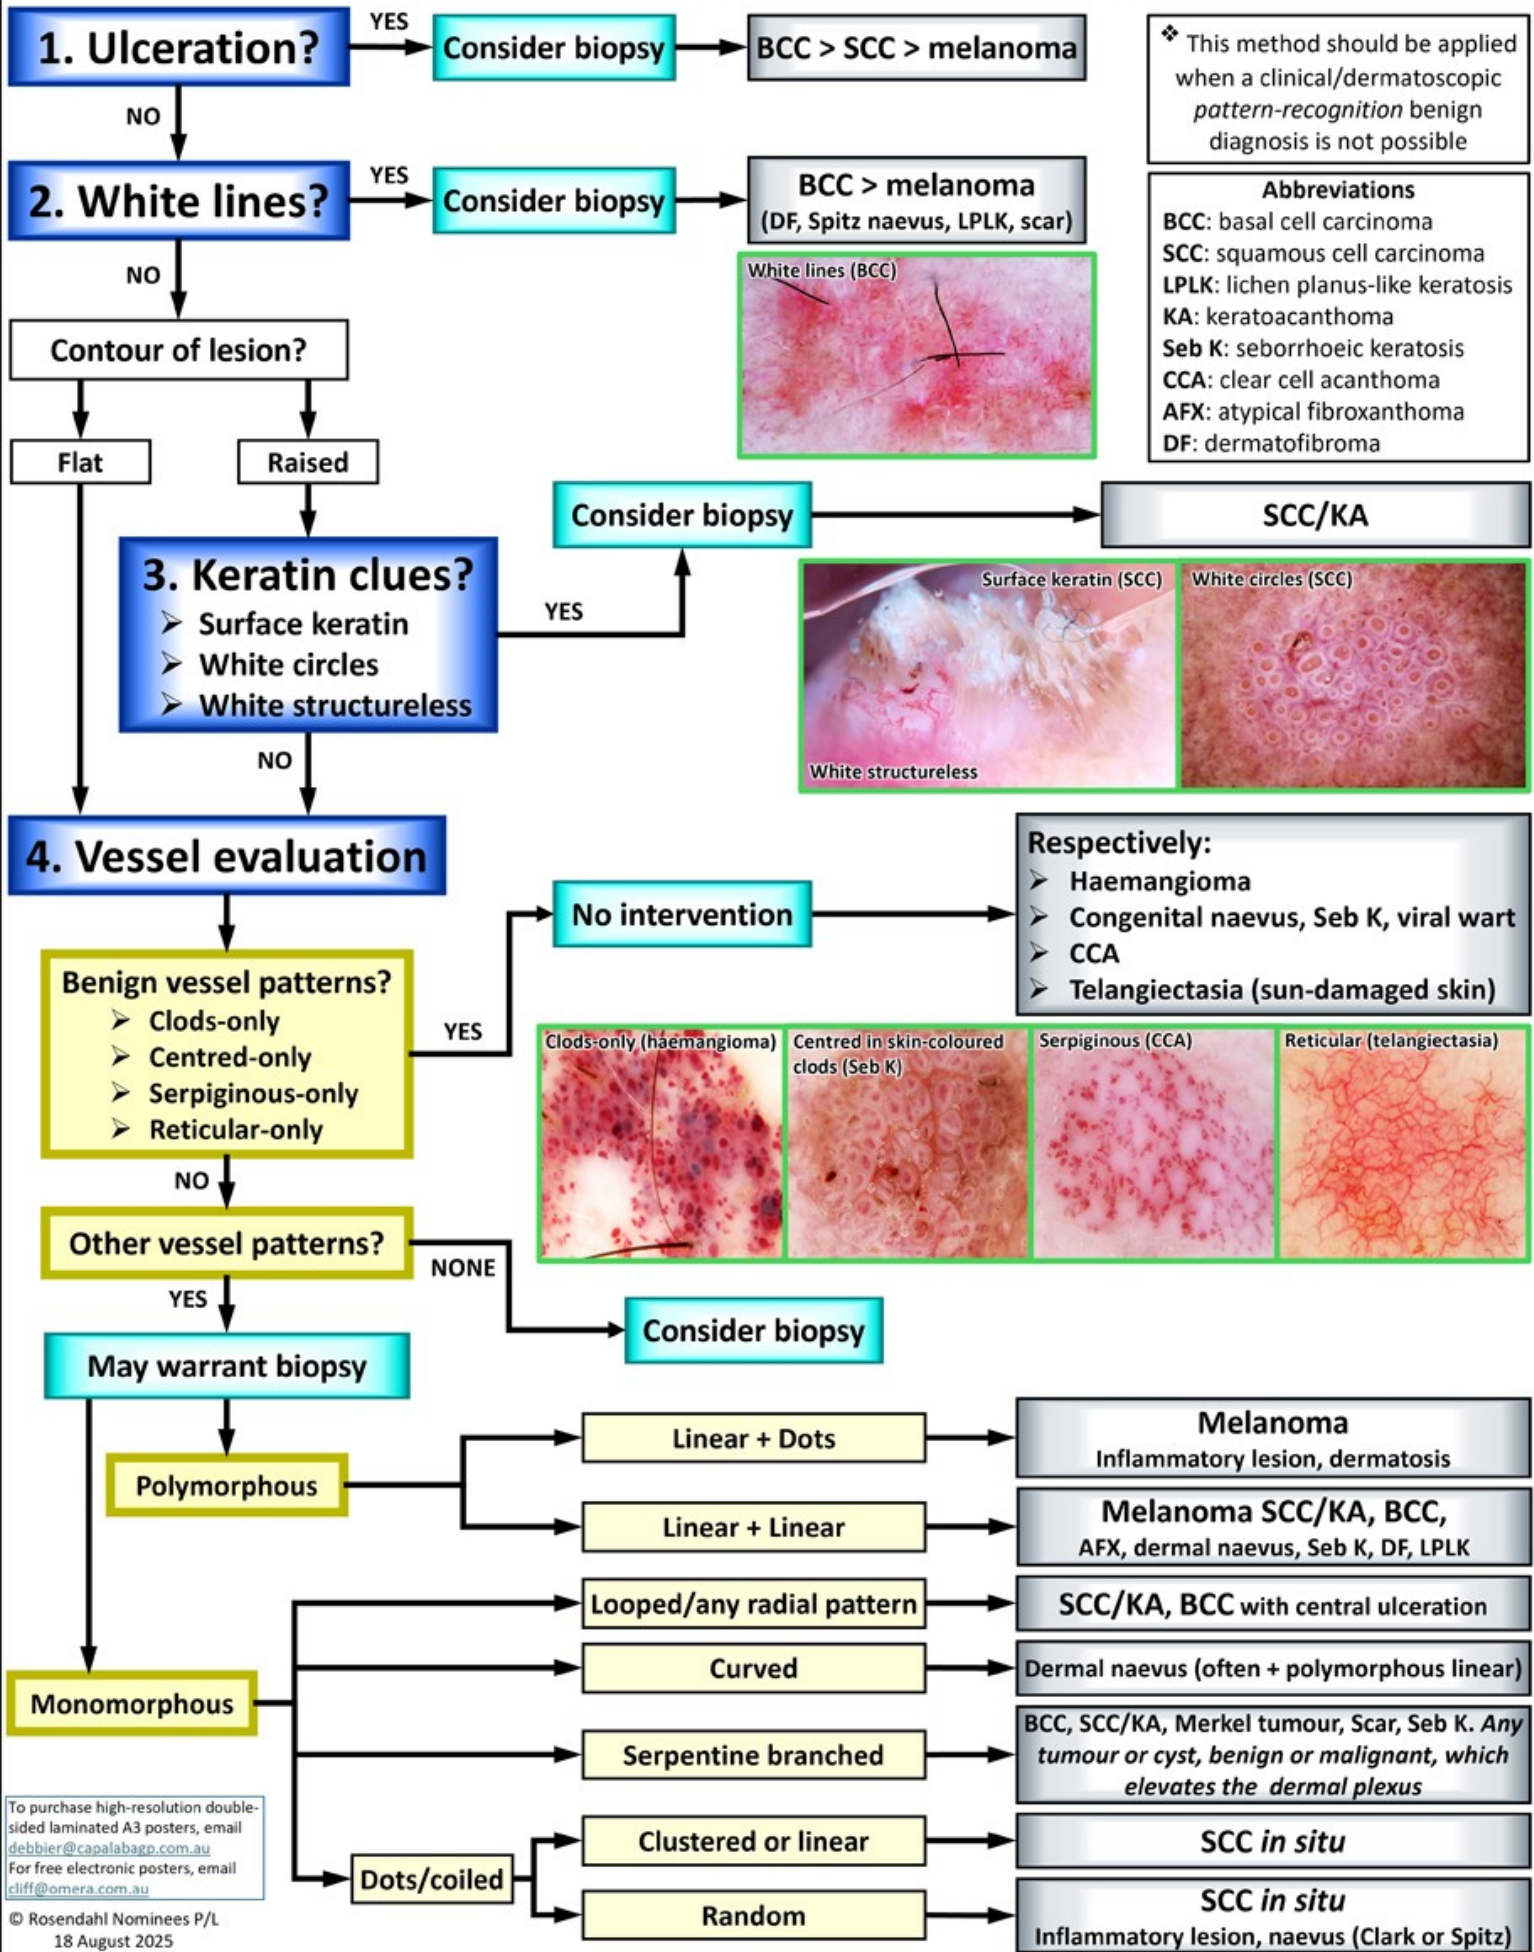 1. Ulceration?
YES
Consider biopsy
BCC > SCC > melanoma
❖ This method should be applied
when a clinical/dermatoscopic
pattern-recognition benign
diagnosis is not possible
NO
2. White lines?
YES
Consider biopsy
BCC > melanoma
(DF, Spitz naevus, LPLK, scar)
White lines (BCC)
Abbreviations
BCC: basal cell carcinoma
SCC: squamous cell carcinoma
LPLK: lichen planus-like keratosis
KA: keratoacanthoma
Seb K: seborrhoeic keratosis
CCA: clear cell acanthoma
AFX: atypical fibroxanthoma
DF: dermatofibroma
NO
Contour of lesion?
Flat
Raised
3. Keratin clues?
➢ Surface keratin
➢ White circles
➢ White structureless
YES
Consider biopsy
SCC/KA
Surface keratin (SCC)
White structureless
White circles (SCC)
NO
4. Vessel evaluation
Benign vessel patterns?
➢ Clods-only
➢ Centred-only
➢ Serpiginous-only
➢ Reticular-only
YES
No intervention
Respectively:
➢ Haemangioma
➢ Congenital naevus, Seb K, viral wart
➢ CCA
➢ Telangiectasia (sun-damaged skin)
Clods-only (haemangioma)
Centred in skin-coloured
clods (Seb K)
Serpiginous (CCA)
Reticular (telangiectasia)
NO
Other vessel patterns?
NONE
Consider biopsy
YES
May warrant biopsy
Polymorphous
Linear + Dots
Melanoma
Inflammatory lesion, dermatosis
Linear + Linear
Melanoma SCC/KA, BCC,
AFX, dermal naevus, Seb K, DF, LPLK
Monomorphous
Looped/any radial pattern
SCC/KA, BCC with central ulceration
Curved
Dermal naevus (often + polymorphous linear)
Serpentine branched
BCC, SCC/KA, Merkel tumour, Scar, Seb K. Any
tumour or cyst, benign or malignant, which
elevates the dermal plexus
Dots/coiled
Clustered or linear
SCC in situ
Random
SCC in situ
Inflammatory lesion, naevus (Clark or Spitz)
To purchase high-resolution double-
sided laminated A3 posters, email
debbier@capalabagp.com.au
For free electronic posters, email
cliff@omera.com.au
© Rosendahl Nominees P/L
18 August 2025